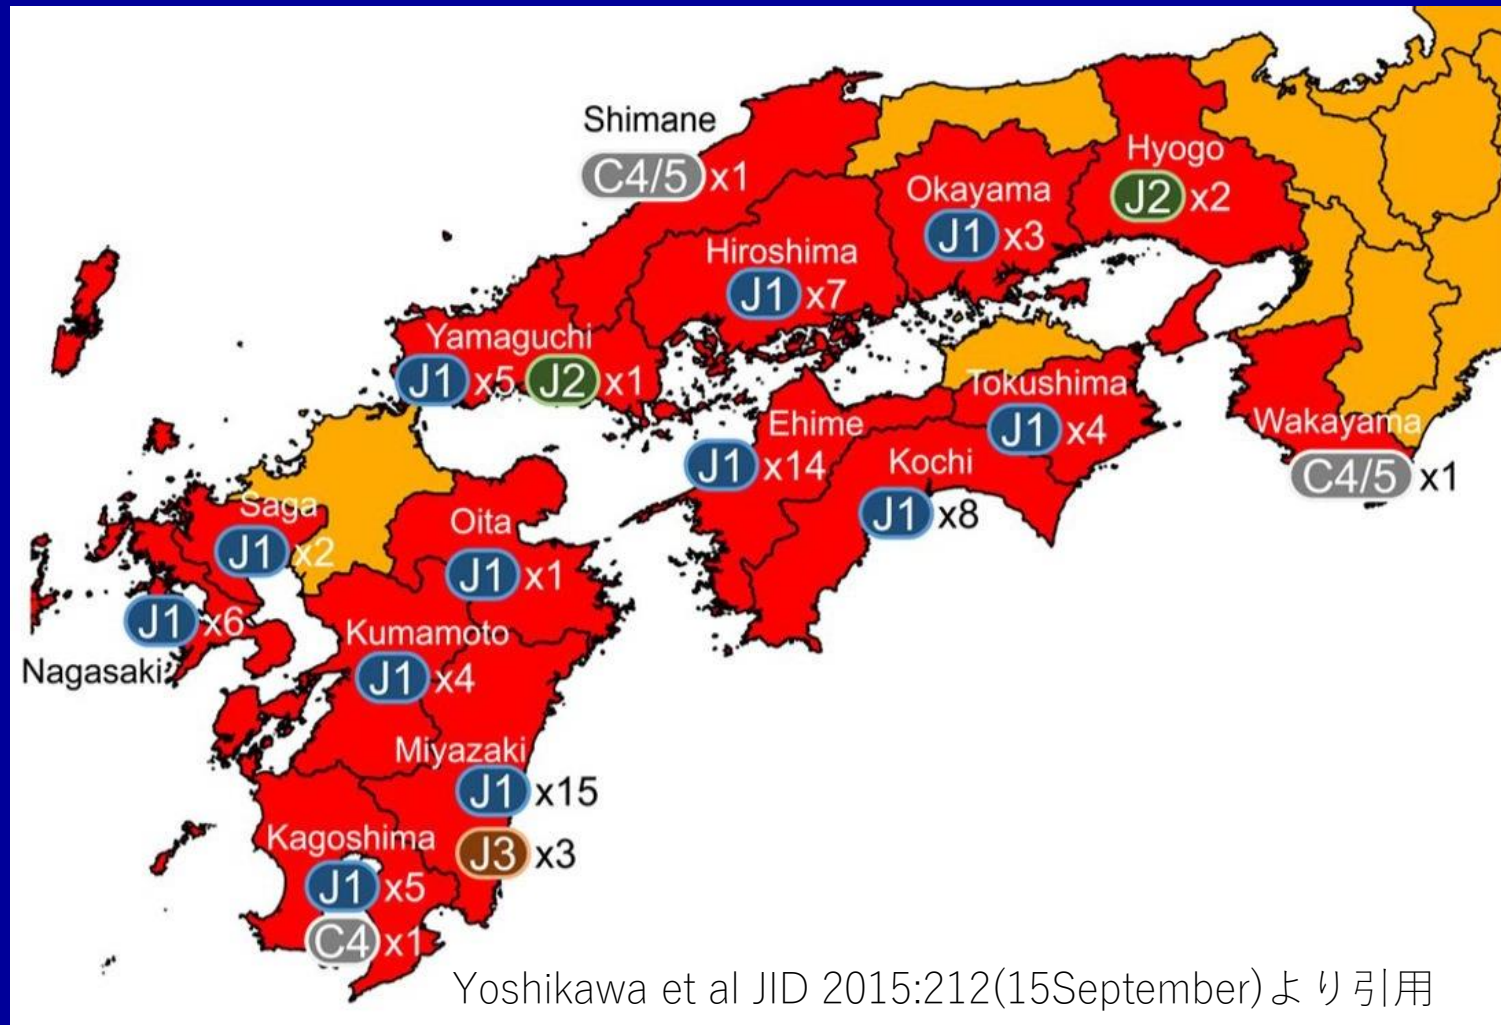 Shimane
C4/5 x1
Hyogo
J2 x2
Okayama
J1 x3
Hiroshima
J1 x7
Yamaguchi
J1 x5 J2 x1
Tokushima
J1 x4
Ehime
J1 x14
Kochi
J1 x8
Wakayama
C4/5 x1
Saga
J1 x2
Oita
J1 x1
J1 x6
Nagasaki
Kumamoto
J1 x4
Miyazaki
J1 x15
J3 x3
Kagoshima
J1 x5
C4 x1
Yoshikawa et al JID 2015:212(15September)より引用